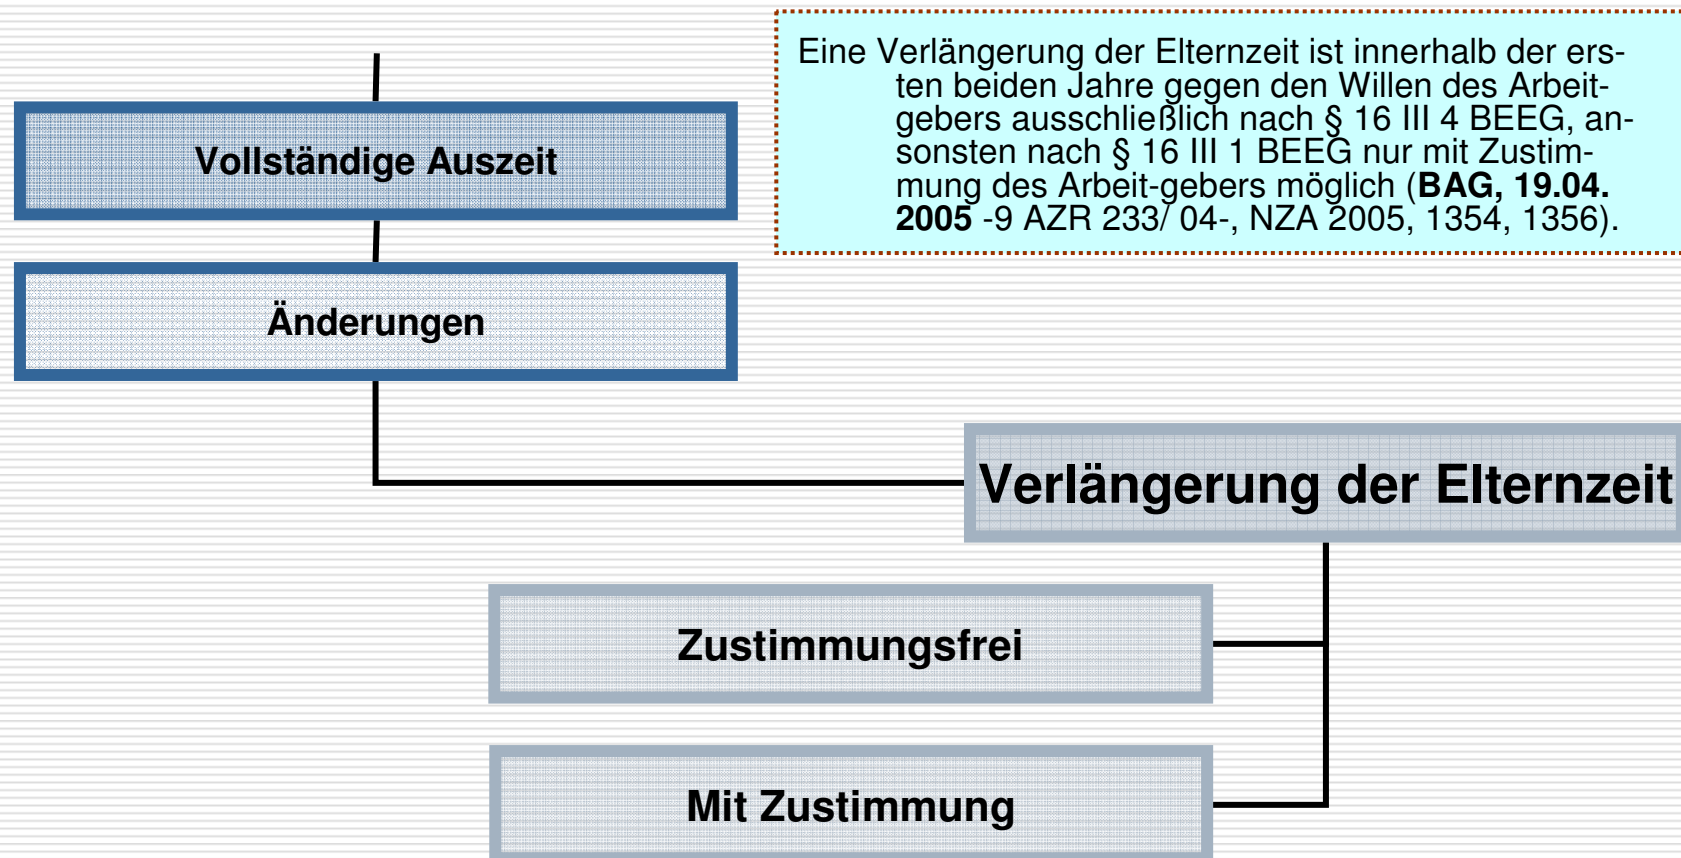 Eine Verlängerung der Elternzeit ist innerhalb der ers-
ten beiden Jahre gegen den Willen des Arbeit-
gebers ausschließlich nach § 16 III 4 BEEG, an-
sonsten nach § 16 III 1 BEEG nur mit Zustim-
mung des Arbeit-gebers möglich (BAG, 19.04.
2005 -9 AZR 233/ 04-, NZA 2005, 1354, 1356).
Vollständige Auszeit
Änderungen
Verlängerung der Elternzeit
Zustimmungsfrei
Mit Zustimmung